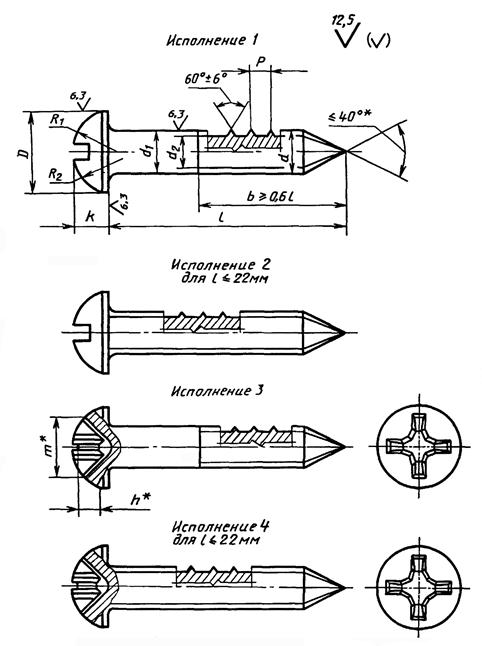 Исполнение 1
12,5
(√)
60°±6°
P
6,3
6,3
≤40°*
R1
R2
D
d1
d2
d
6,3
b ≥ 0,6 l
k
l
Исполнение 2
для l ≤ 22мм
Исполнение 3
m*
h*
Исполнение 4
для l ≤ 22мм